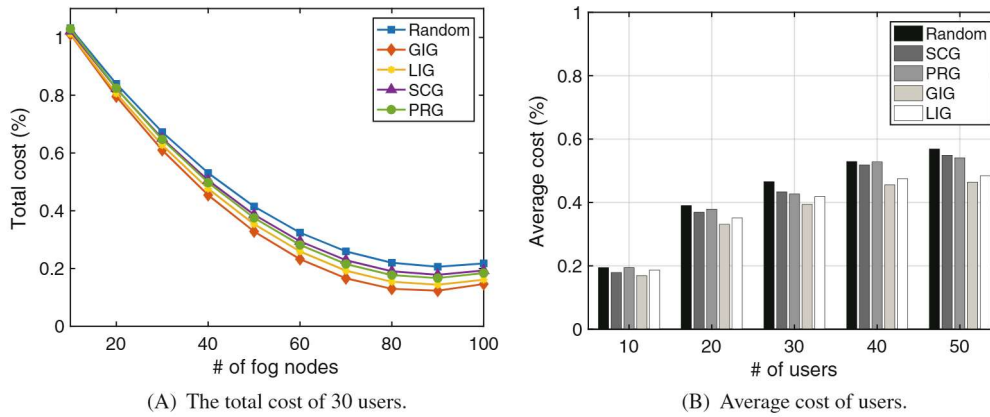 Total cost (%)
1
0.8
0.6
0.4
0.2
0
20 40 60 80 100
# of fog nodes
Random
GIG
LIG
SCG
PRG
(A) The total cost of 30 users.
Average cost (%)
1
0.8
0.6
0.4
0.2
0
10 20 30 40 50
# of users
Random
SCG
PRG
GIG
LIG
(B) Average cost of users.